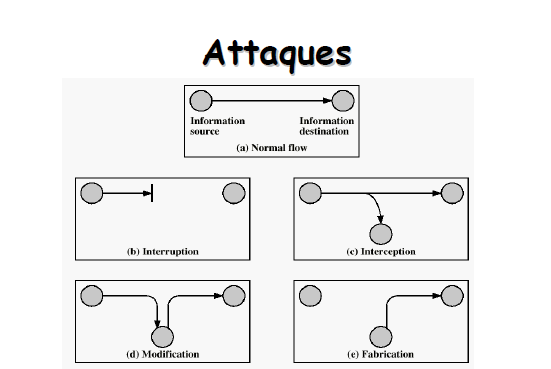 Attaques
Information
source
Information
destination
(a) Normal flow
(b) Interruption
(c) Interception
(d) Modification
(e) Fabrication